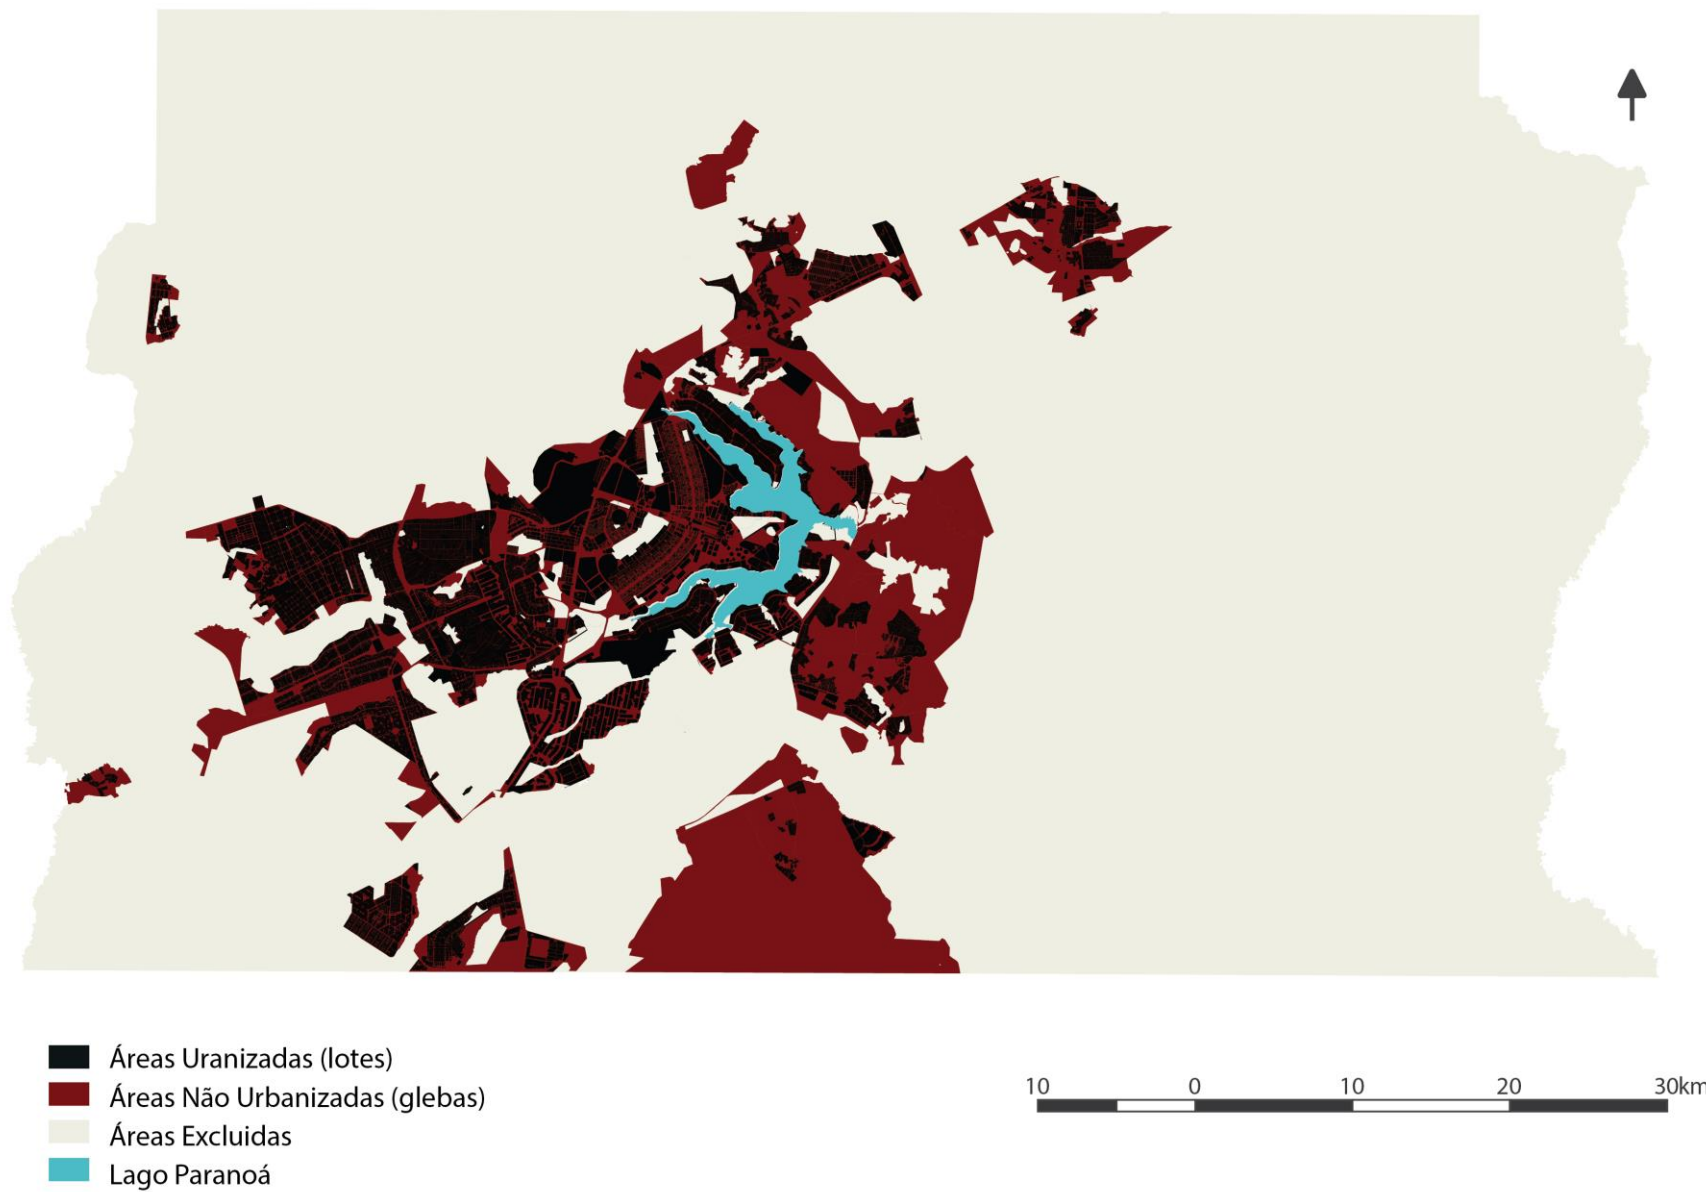 Áreas Uranizadas (lotes)
Áreas Não Urbanizadas (glebas)
Áreas Excluidas
Lago Paranoá
10 0 10 20 30km